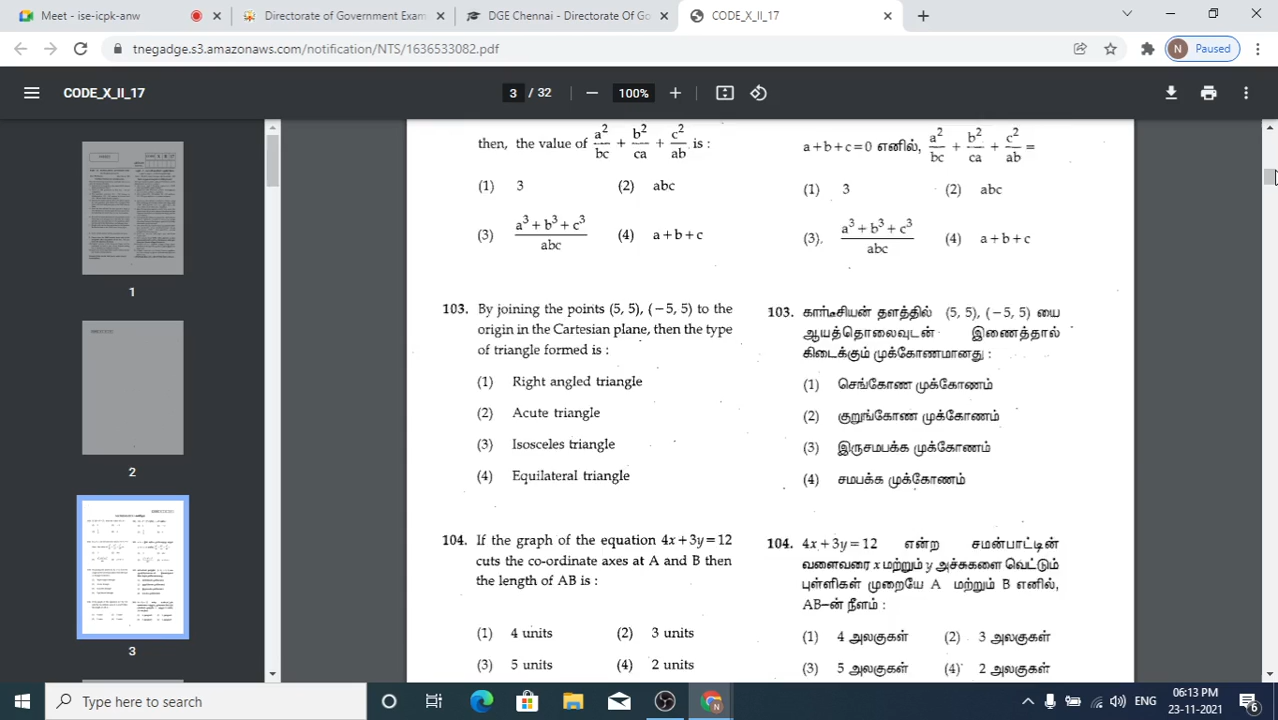 Meet - ise-icpk-anw
Directorate of Government Exam
DGE Chennai - Directorate Of Go
CODE_X_II_17
tnegadge.s3.amazonaws.com/notification/NTS/1636533082.pdf
N Paused
CODE_X_II_17
3 / 32
100%
1
2
3
then, the value of a²/bc + b²/ca + c²/ab is :
(1) 3 (2) abc
(3) a³ + b³ + c³/abc (4) a+b+c
103. By joining the points (5, 5), (−5, 5) to the
origin in the Cartesian plane, then the type
of triangle formed is :
(1) Right angled triangle
(2) Acute triangle
(3) Isosceles triangle
(4) Equilateral triangle
104. If the graph of the equation 4x+3y=12
cuts the co-ordinate axes at A and B then
the length of AB is :
(1) 4 units (2) 3 units
(3) 5 units (4) 2 units
a+b+c=0 எனில், a²/bc + b²/ca + c²/ab =
(1) 3 (2) abc
(3) a³ + b³ + c³/abc (4) a+b+c
103. கார்டீசியன் தளத்தில் (5, 5), (−5, 5) யை
ஆயத்தொலைவுடன் இணைத்தால்
கிடைக்கும் முக்கோணமானது :
(1) செங்கோண முக்கோணம்
(2) குறுங்கோண முக்கோணம்
(3) இருசமபக்க முக்கோணம்
(4) சமபக்க முக்கோணம்
104. 4x+3y=12 என்ற சமன்பாட்டின்
வளைவரை x மற்றும் y அச்சுகளை வெட்டும்
புள்ளிகள் முறையே A மற்றும் B எனில்,
AB–ன் நீளம் :
(1) 4 அலகுகள் (2) 3 அலகுகள்
(3) 5 அலகுகள் (4) 2 அலகுகள்
Type here to search
ENG
06:13 PM
23-11-2021
6